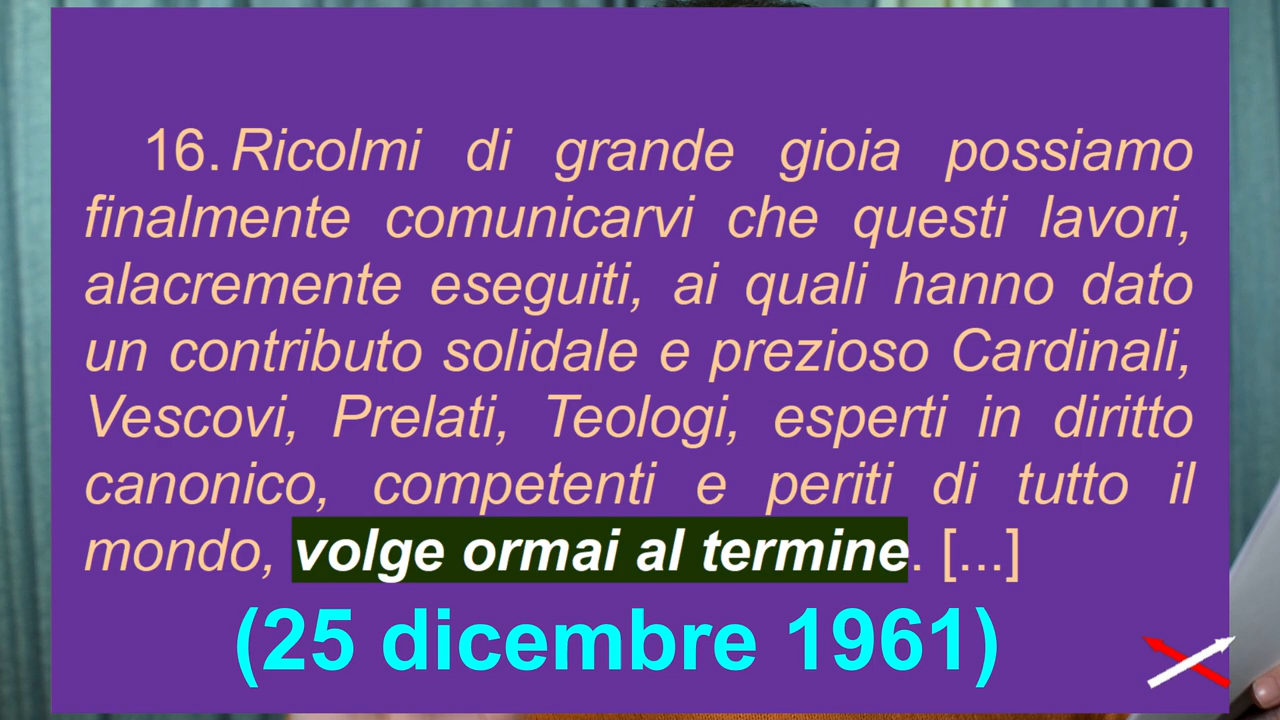 16. Ricolmi di grande gioia possiamo
finalmente comunicarvi che questi lavori,
alacremente eseguiti, ai quali hanno dato
un contributo solidale e prezioso Cardinali,
Vescovi, Prelati, Teologi, esperti in diritto
canonico, competenti e periti di tutto il
mondo, volge ormai al termine. [...]
(25 dicembre 1961)